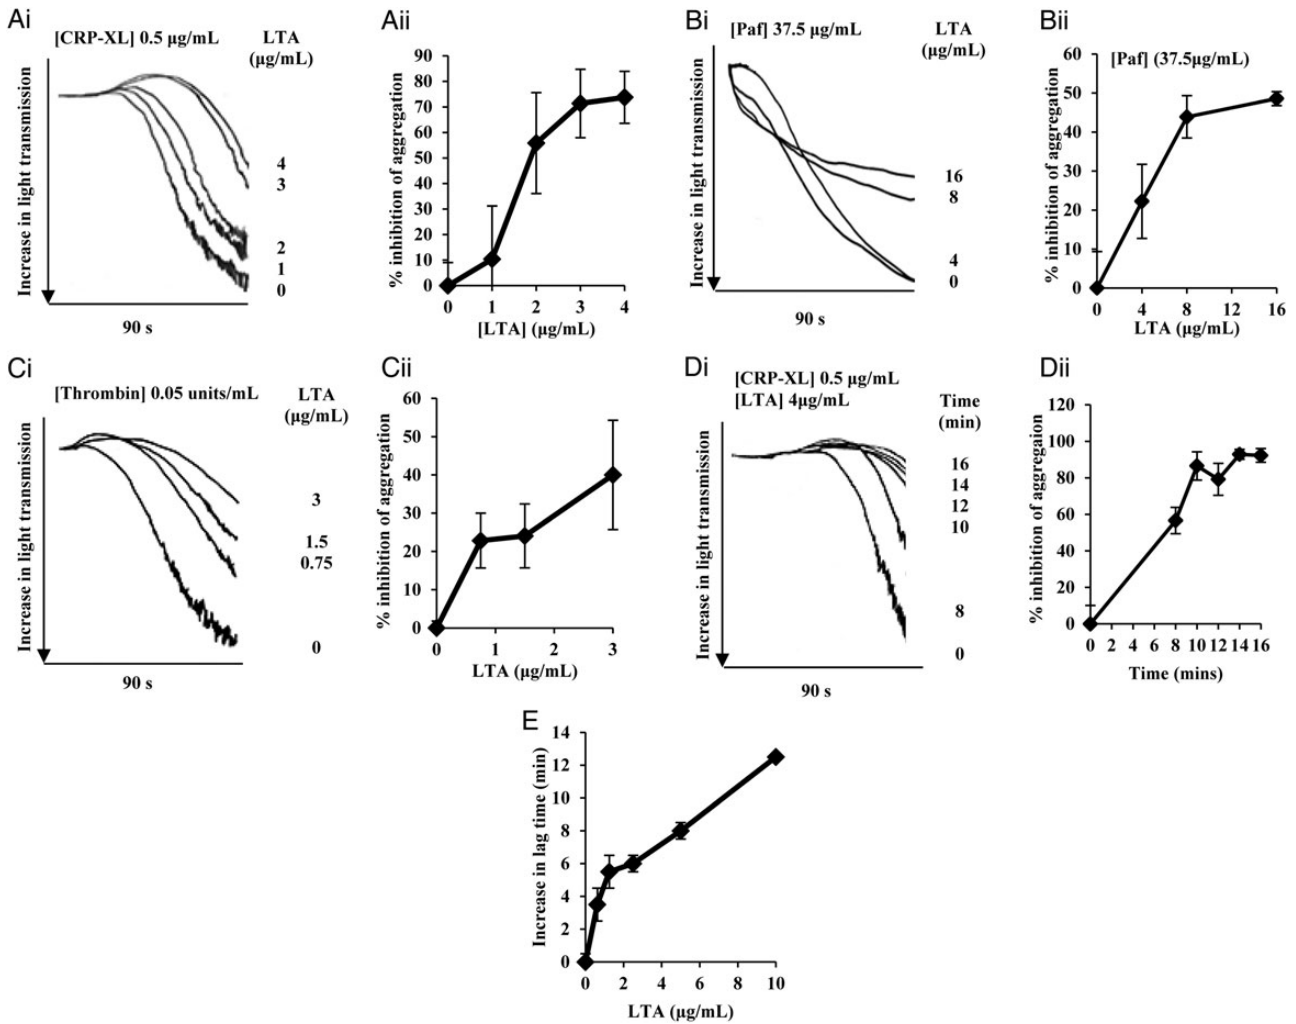 Ai
[CRP-XL] 0.5 µg/mL
LTA
(µg/mL)
Increase in light transmission
4
3
2
1
0
90 s
Aii
% inhibition of aggregation
90
80
70
60
50
40
30
20
10
0
0 1 2 3 4
[LTA] (µg/mL)
Bi
[Paf] 37.5 µg/mL
LTA
(µg/mL)
Increase in light transmission
16
8
4
0
90 s
Bii
[Paf] (37.5µg/mL)
% inhibition of aggregation
60
50
40
30
20
10
0
0 4 8 12 16
LTA (µg/mL)
Ci
[Thrombin] 0.05 units/mL
LTA
(µg/mL)
Increase in light transmission
3
1.5
0.75
0
90 s
Cii
% inhibition of aggregation
60
50
40
30
20
10
0
0 1 2 3
LTA (µg/mL)
Di
[CRP-XL] 0.5 µg/mL
[LTA] 4µg/mL
Time
(min)
Increase in light transmission
16
14
12
10
8
0
90 s
Dii
% inhibition of aggregaion
120
100
80
60
40
20
0
0 2 4 6 8 10 12 14 16
Time (mins)
E
Increase in lag time (min)
14
12
10
8
6
4
2
0
0 2 4 6 8 10
LTA (µg/mL)